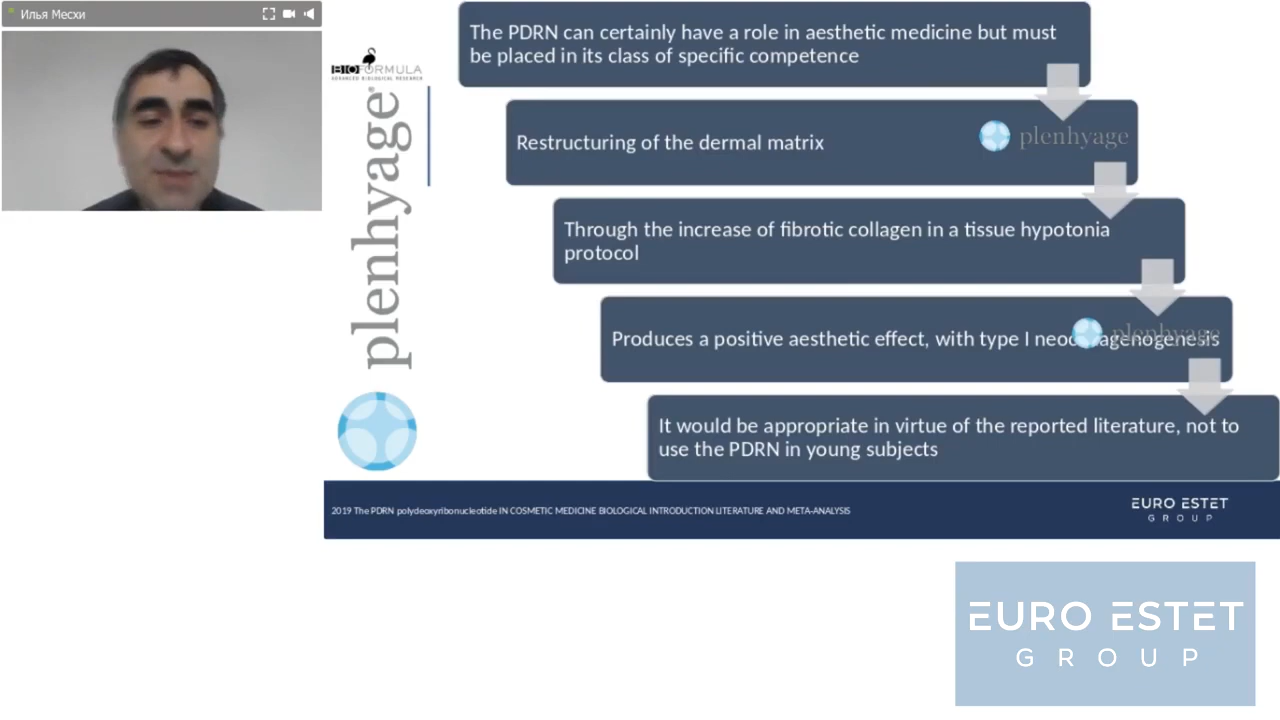 Илья Месхи
BIOFORMULA
ADVANCED BIOLOGICAL RESEARCH
plenhyage®
The PDRN can certainly have a role in aesthetic medicine but must
be placed in its class of specific competence
Restructuring of the dermal matrix
plenhyage
Through the increase of fibrotic collagen in a tissue hypotonia
protocol
Produces a positive aesthetic effect, with type I neocollagenogenesis
plenhyage
It would be appropriate in virtue of the reported literature, not to
use the PDRN in young subjects
2019 The PDRN polydeoxyribonucleotide IN COSMETIC MEDICINE BIOLOGICAL INTRODUCTION LITERATURE AND META-ANALYSIS
EURO ESTET
GROUP
EURO ESTET
GROUP